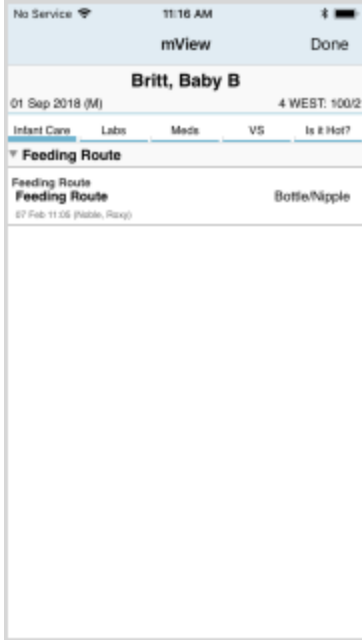 No Service 11:16 AM
mView Done
Britt, Baby B
01 Sep 2018 (M) 4 WEST: 100/2
Infant Care Labs Meds VS Is it Hot?
Feeding Route
Feeding Route
Feeding Route Bottle/Nipple
07 Feb 11:05 (Noble, Roxy)